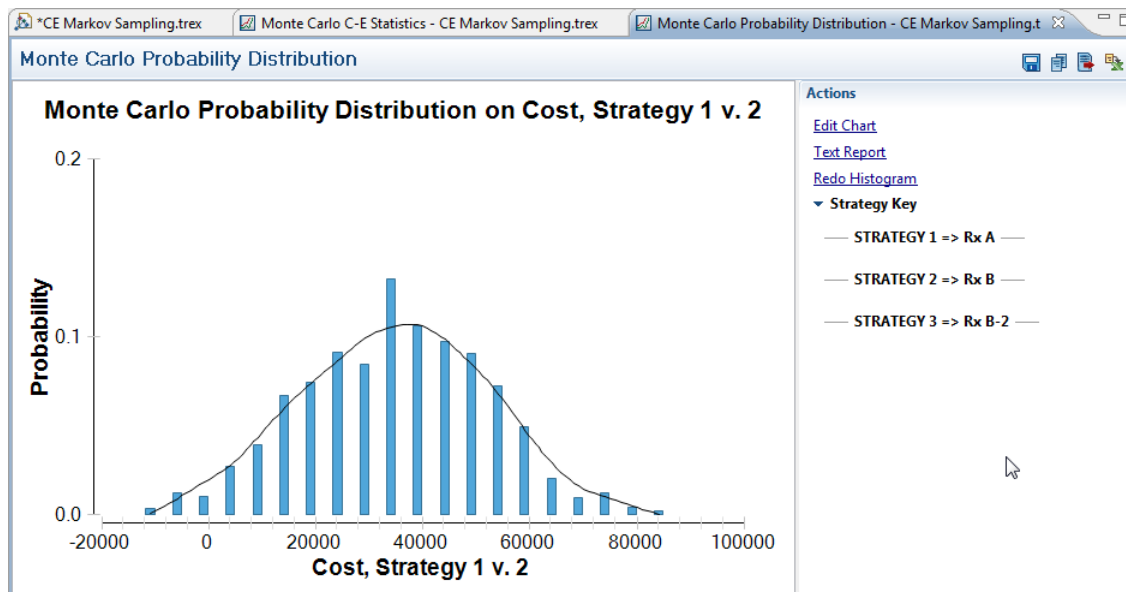 *CE Markov Sampling.trex
Monte Carlo C-E Statistics - CE Markov Sampling.trex
Monte Carlo Probability Distribution - CE Markov Sampling.t
Monte Carlo Probability Distribution
Monte Carlo Probability Distribution on Cost, Strategy 1 v. 2
0.2
0.1
0.0
Probability
-20000 0 20000 40000 60000 80000 100000
Cost, Strategy 1 v. 2
Actions
Edit Chart
Text Report
Redo Histogram
Strategy Key
STRATEGY 1 => Rx A
STRATEGY 2 => Rx B
STRATEGY 3 => Rx B-2